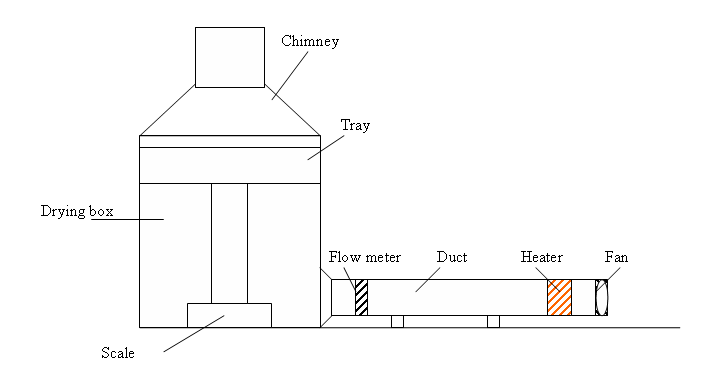 Chimney
Tray
Drying box
Flow meter
Duct
Heater
Fan
Scale